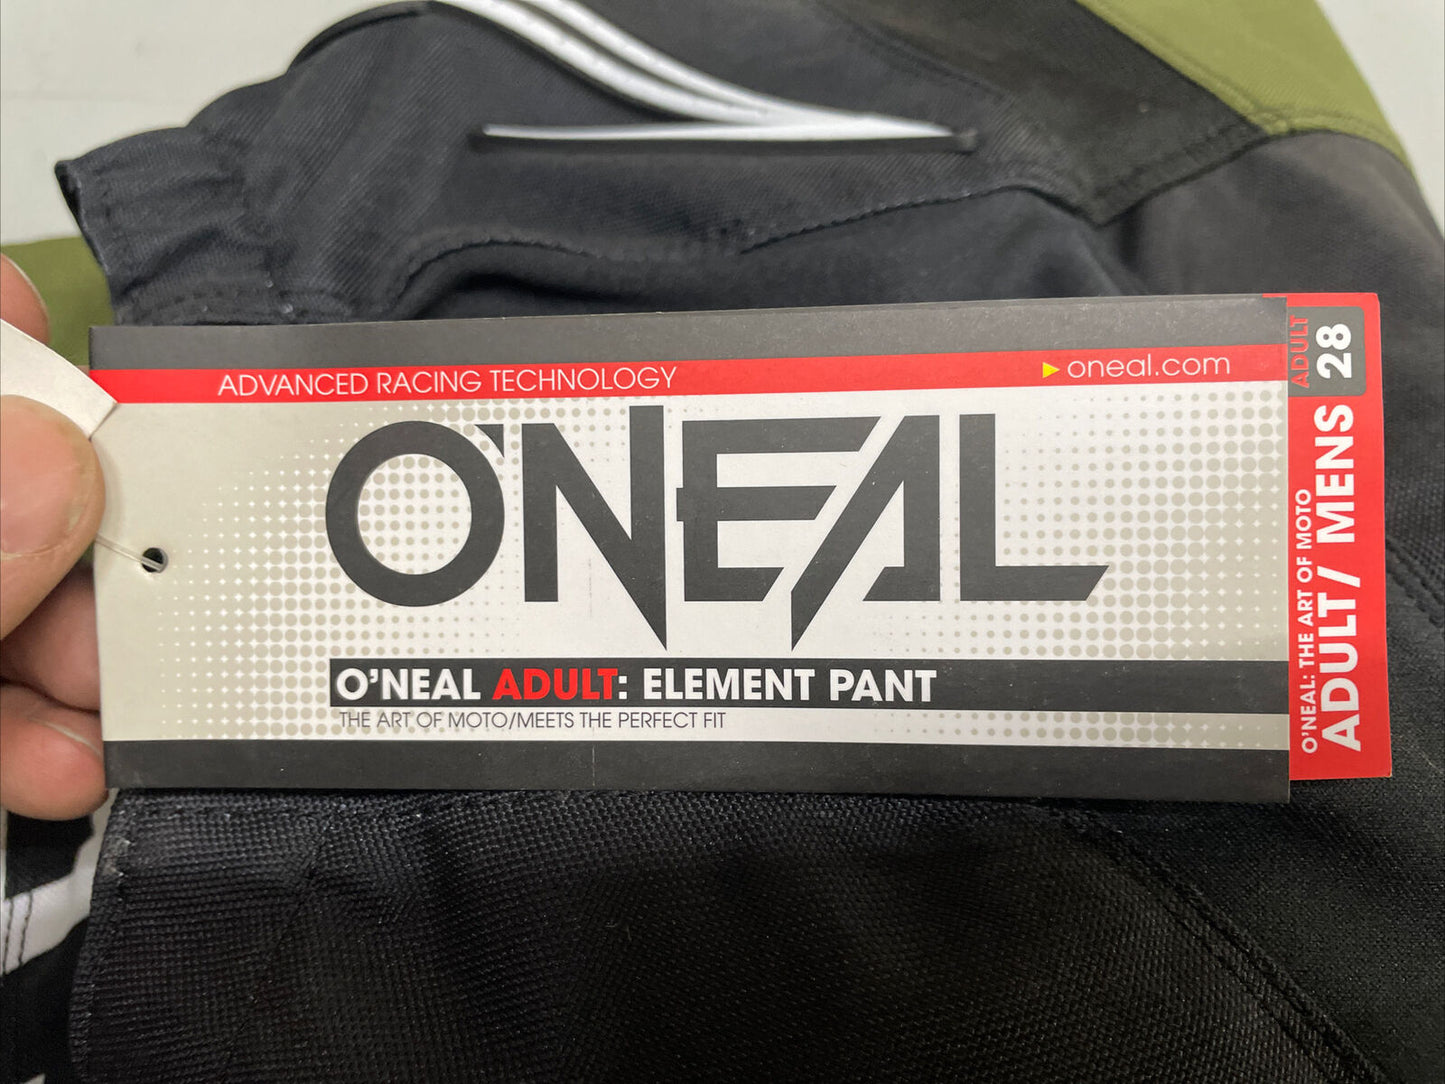 ADVANCED RACING TECHNOLOGY
oneal.com
O'NEAL
O'NEAL ADULT: ELEMENT PANT
THE ART OF MOTO/MEETS THE PERFECT FIT
O'NEAL: THE ART OF MOTO
ADULT/ MENS
ADULT
28